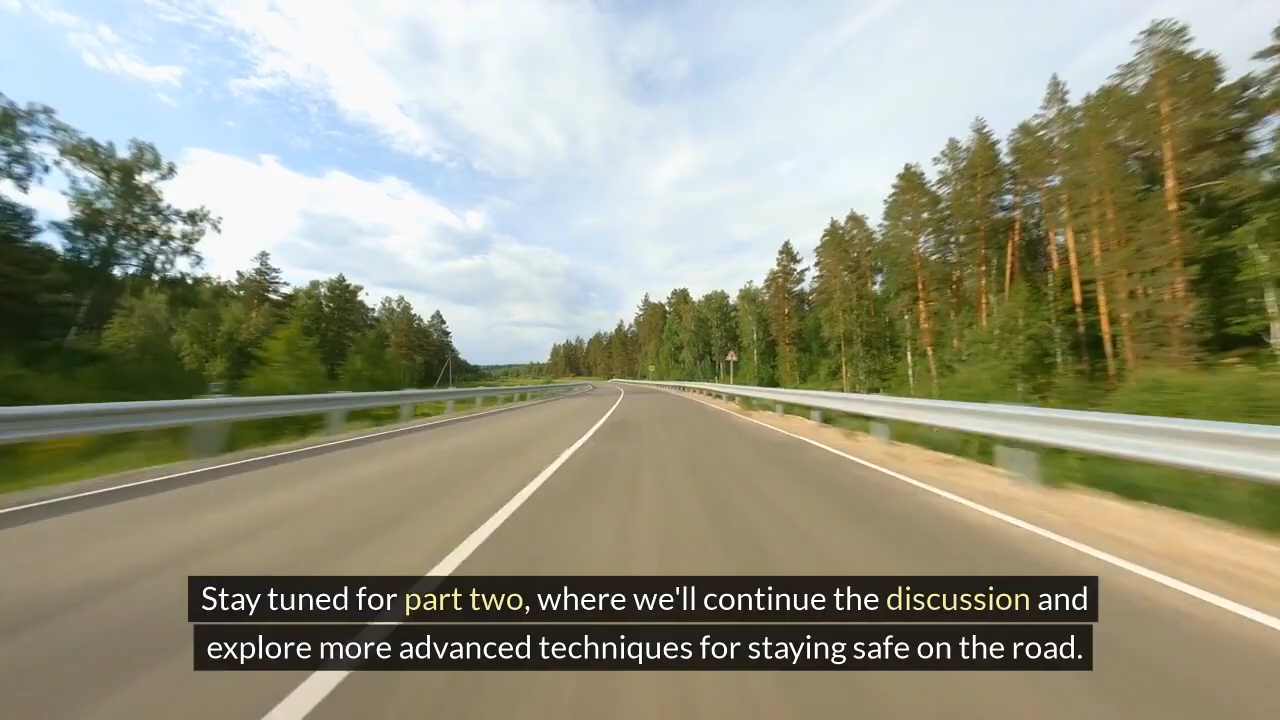 Stay tuned for part two, where we'll continue the discussion and
explore more advanced techniques for staying safe on the road.